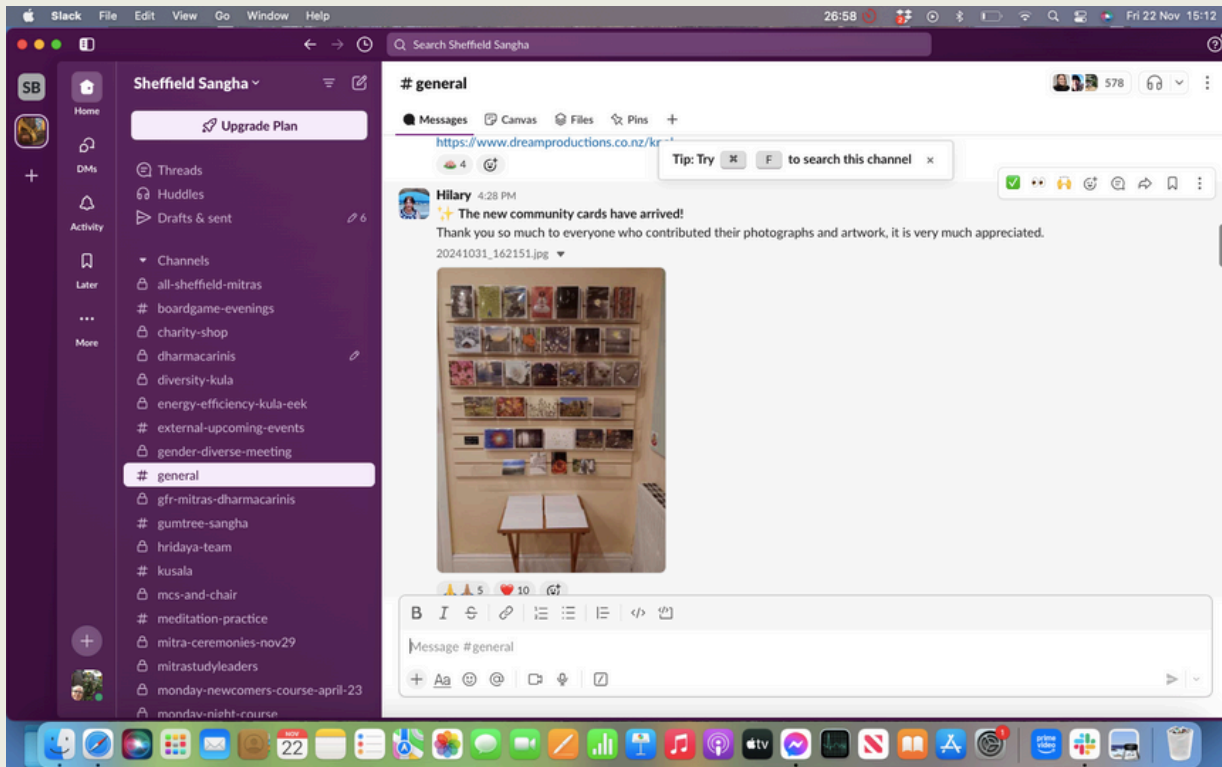 Slack File Edit View Go Window Help
26:58
Fri 22 Nov 15:12
Search Sheffield Sangha
SB
Home
DMs
Activity
Later
More
Sheffield Sangha
Upgrade Plan
Threads
Huddles
Drafts & sent 6
Channels
all-sheffield-mitras
# boardgame-evenings
charity-shop
dharmacarinis
diversity-kula
energy-efficiency-kula-eek
# external-upcoming-events
gender-diverse-meeting
# general
gfr-mitras-dharmacarinis
# gumtree-sangha
hridaya-team
# kusala
mcs-and-chair
# meditation-practice
mitra-ceremonies-nov29
mitrastudyleaders
monday-newcomers-course-april-23
monday-night-course
# general
578
Messages Canvas Files Pins
4
Tip: Try ⌘ F to search this channel ×
Hilary 4:28 PM
✨ The new community cards have arrived!
Thank you so much to everyone who contributed their photographs and artwork, it is very much appreciated.
20241031_162151.jpg
5 10
B I S
Message #general
Aa @
NOV
22
tv
1
prime
video